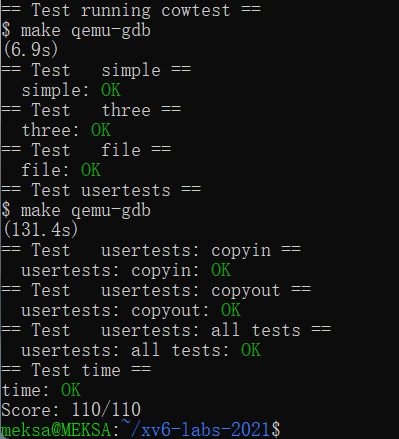 == Test running cowtest ==
$ make qemu-gdb
(6.9s)
== Test   simple ==
  simple: OK
== Test   three ==
  three: OK
== Test   file ==
  file: OK
== Test usertests ==
$ make qemu-gdb
(131.4s)
== Test   usertests: copyin ==
  usertests: copyin: OK
== Test   usertests: copyout ==
  usertests: copyout: OK
== Test   usertests: all tests ==
  usertests: all tests: OK
== Test time ==
time: OK
Score: 110/110
meksa@MEKSA:~/xv6-labs-2021$